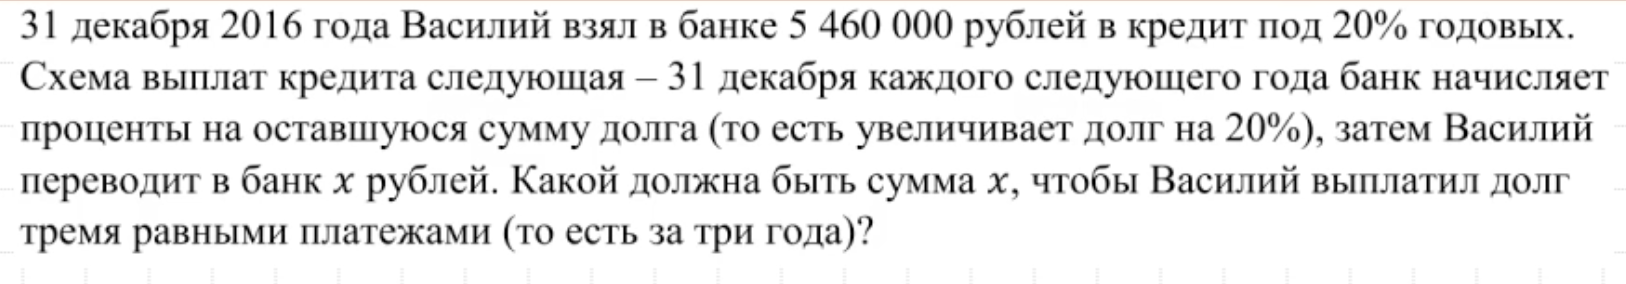 31 декабря 2016 года Василий взял в банке 5 460 000 рублей в кредит под 20% годовых.
Схема выплат кредита следующая – 31 декабря каждого следующего года банк начисляет
проценты на оставшуюся сумму долга (то есть увеличивает долг на 20%), затем Василий
переводит в банк x рублей. Какой должна быть сумма x, чтобы Василий выплатил долг
тремя равными платежами (то есть за три года)?